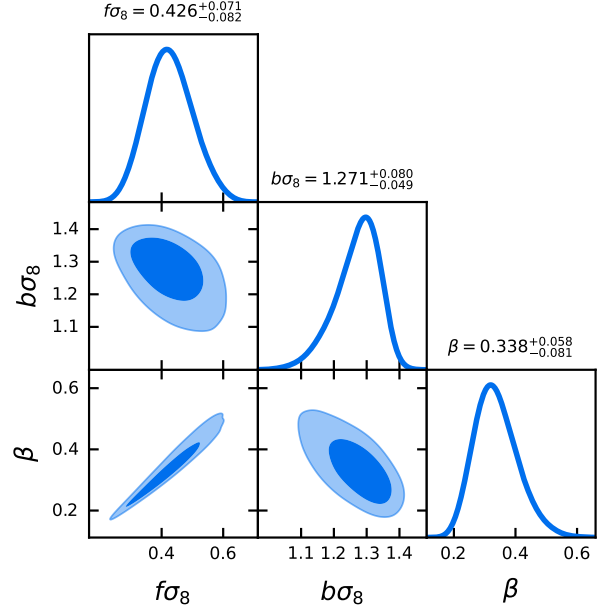 fσ₈ = 0.426^{+0.071}_{−0.082}
bσ₈ = 1.271^{+0.080}_{−0.049}
bσ₈
1.4
1.3
1.2
1.1
β = 0.338^{+0.058}_{−0.081}
β
0.6
0.4
0.2
0.4 0.6
1.1 1.2 1.3 1.4
0.2 0.4 0.6
fσ₈
bσ₈
β